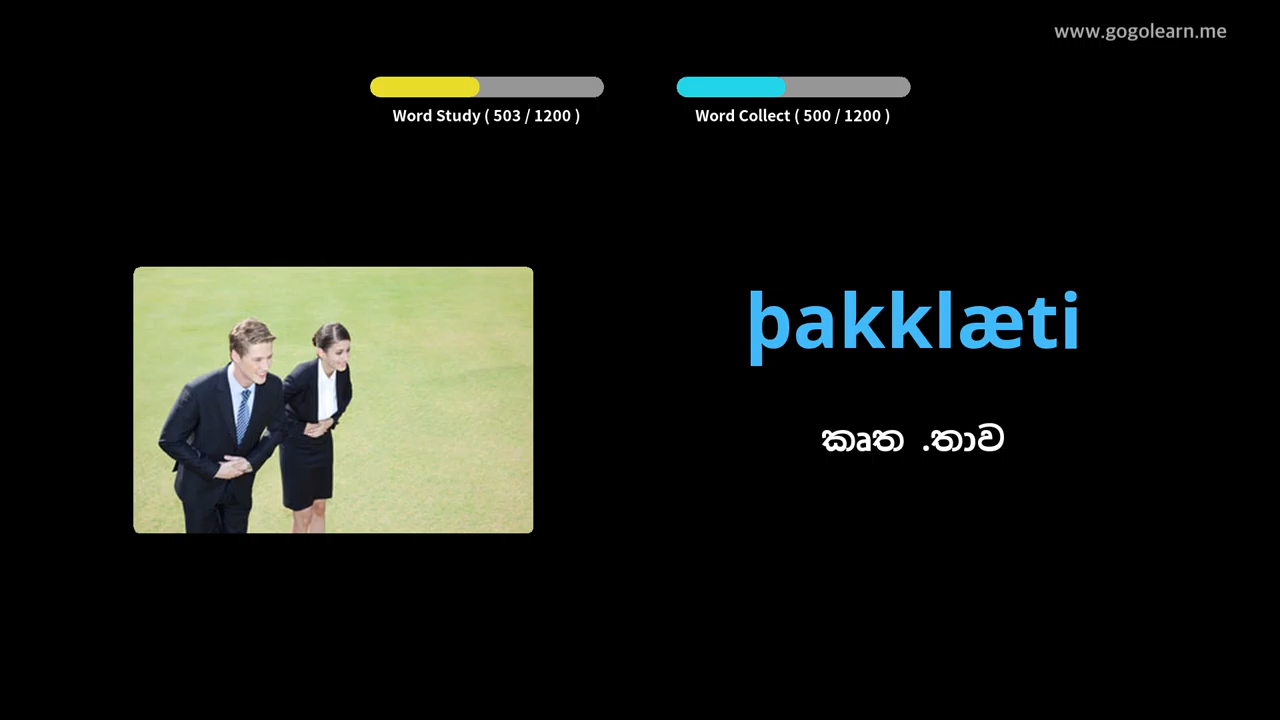 www.gogolearn.me
Word Study ( 503 / 1200 )
Word Collect ( 500 / 1200 )
þakklæti
කෘත .තාව